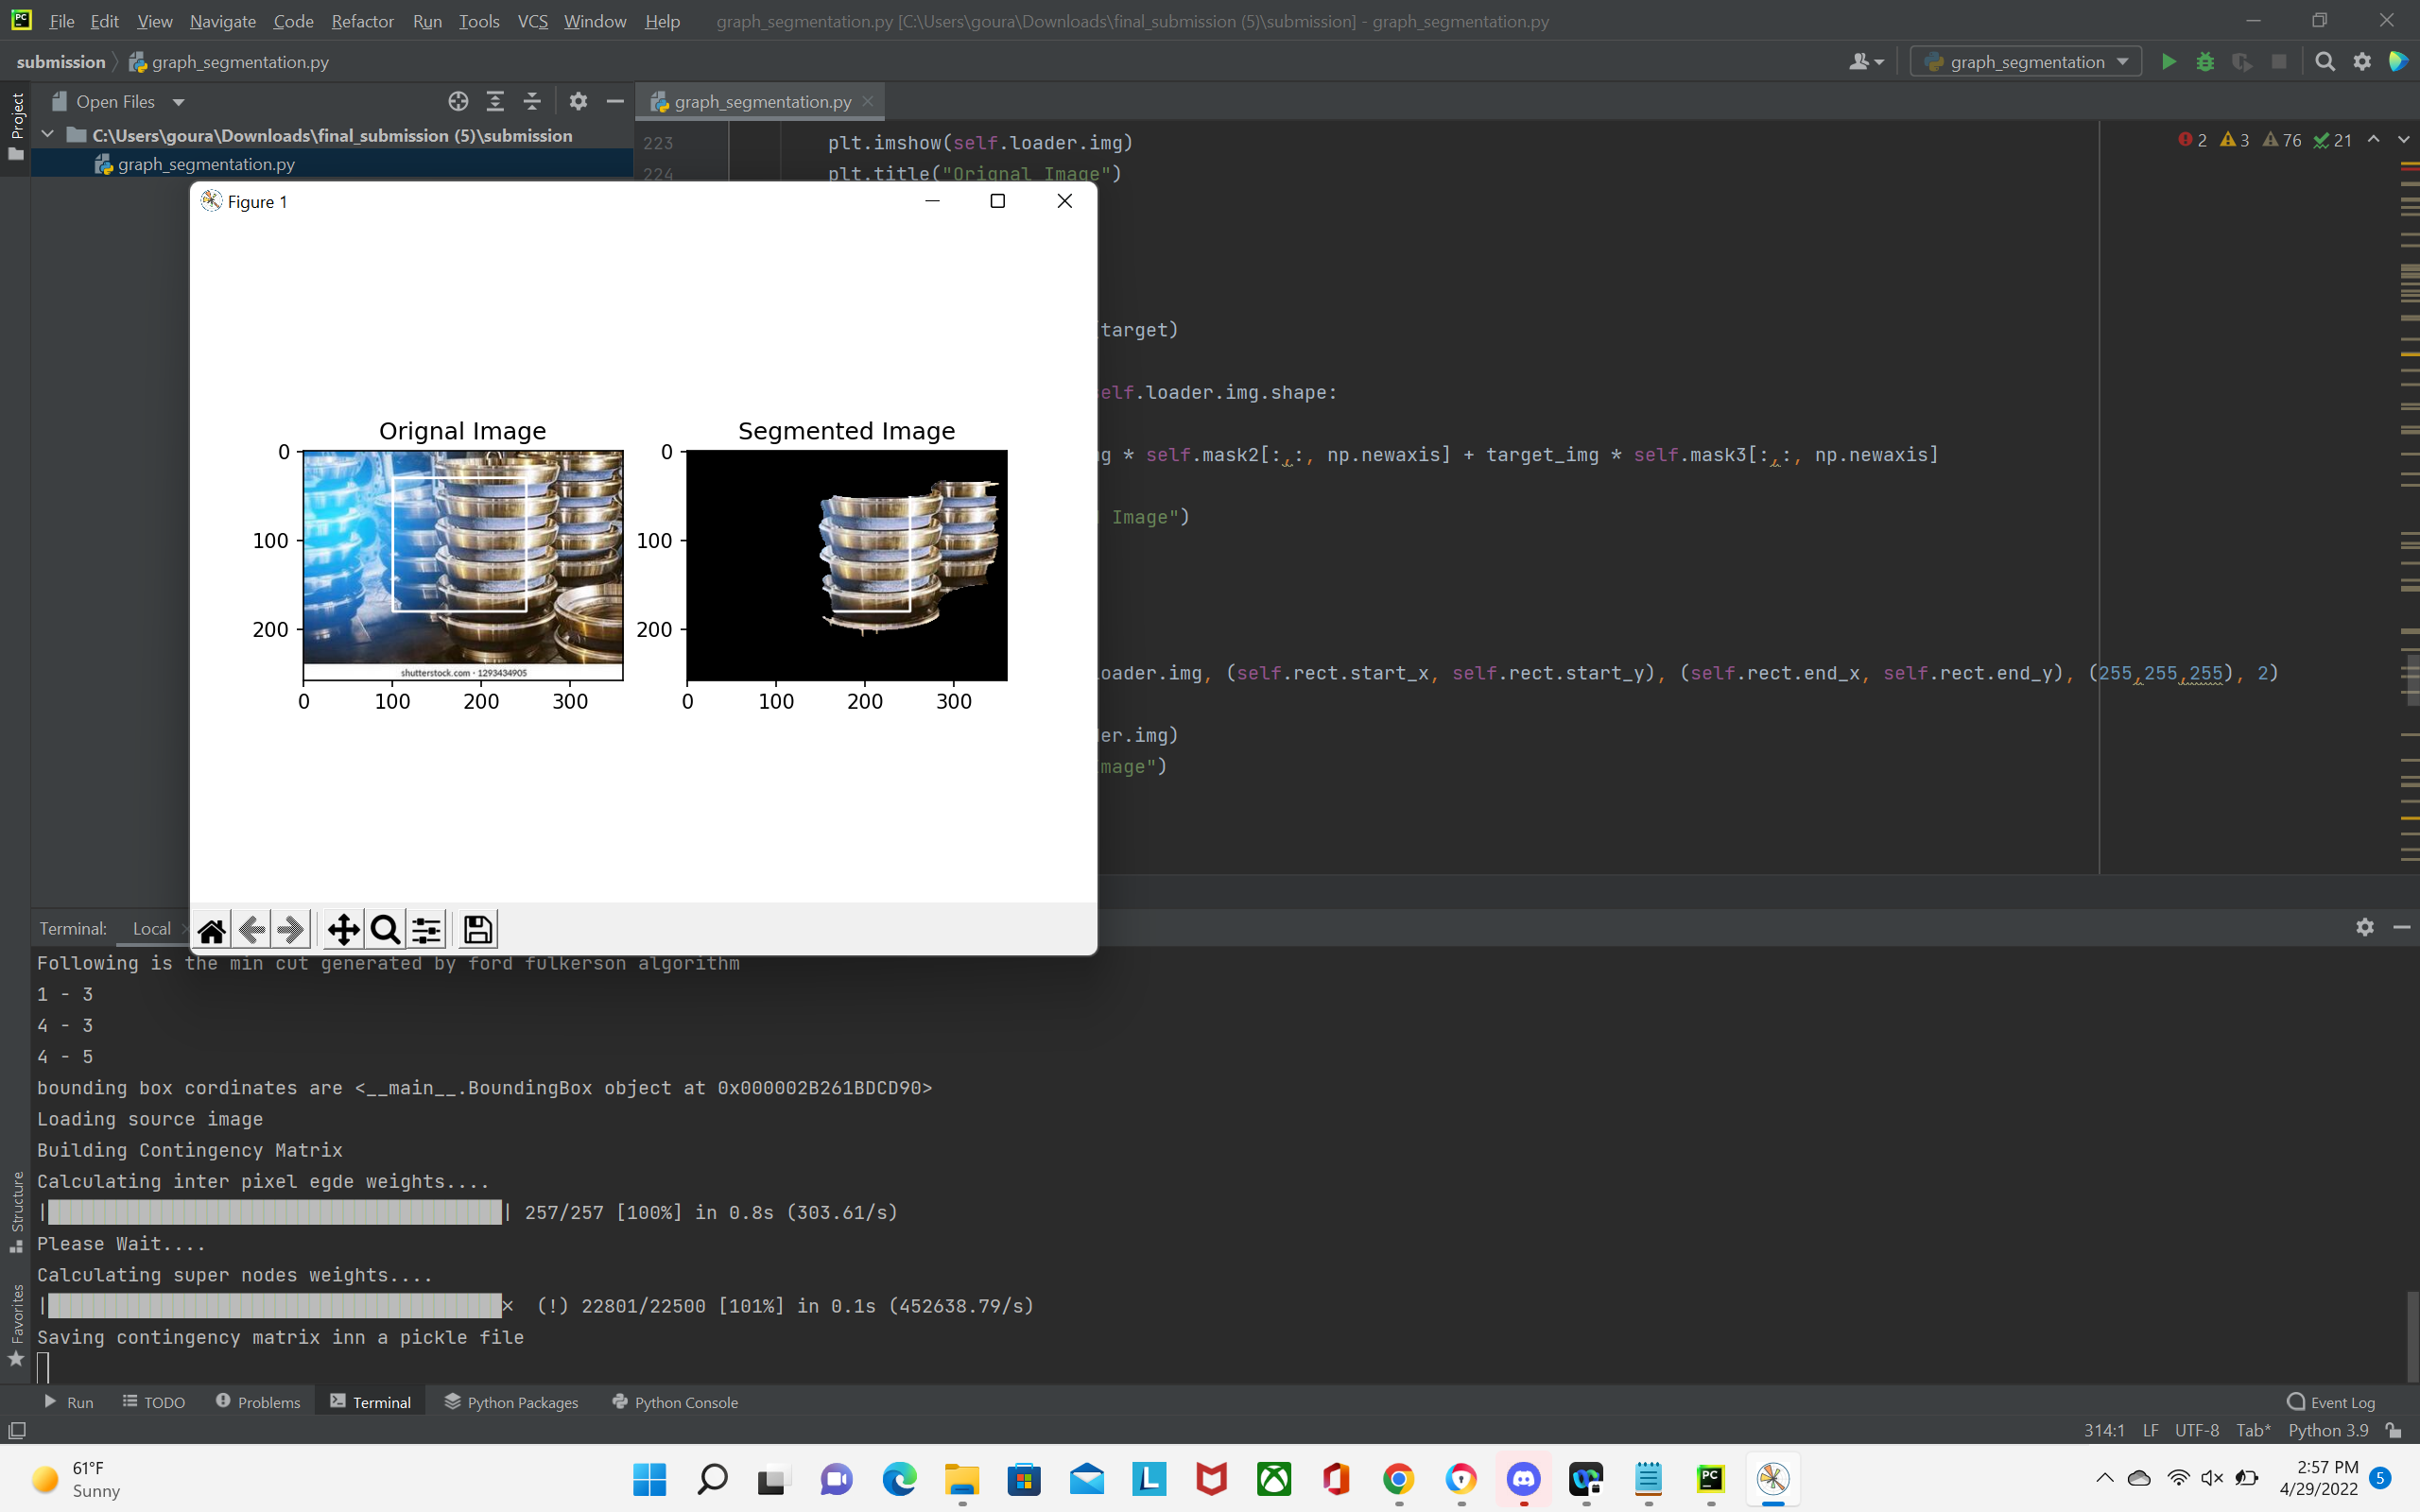 File Edit View Navigate Code Refactor Run Tools VCS Window Help graph_segmentation.py [C:\Users\goura\Downloads\final_submission (5)\submission] - graph_segmentation.py
submission graph_segmentation.py graph_segmentation
Project
Open Files
graph_segmentation.py
C:\Users\goura\Downloads\final_submission (5)\submission
graph_segmentation.py
2 3 76 21
223 plt.imshow(self.loader.img)
224 plt.title("Orignal Image")
target)
elf.loader.img.shape:
g * self.mask2[:,:, np.newaxis] + target_img * self.mask3[:,:, np.newaxis]
Image")
oader.img, (self.rect.start_x, self.rect.start_y), (self.rect.end_x, self.rect.end_y), (255,255,255), 2)
er.img)
mage")
Figure 1
Orignal Image
0
100
200
0 100 200 300
shutterstock.com · 1293434905
Segmented Image
0
100
200
0 100 200 300
Terminal: Local
Following is the min cut generated by ford fulkerson algorithm
1 - 3
4 - 3
4 - 5
bounding box cordinates are <__main__.BoundingBox object at 0x000002B261BDCD90>
Loading source image
Building Contingency Matrix
Calculating inter pixel egde weights....
257/257 [100%] in 0.8s (303.61/s)
Please Wait....
Calculating super nodes weights....
(!) 22801/22500 [101%] in 0.1s (452638.79/s)
Saving contingency matrix inn a pickle file
Structure
Favorites
Run TODO Problems Terminal Python Packages Python Console Event Log
314:1 LF UTF-8 Tab* Python 3.9
61°F
Sunny
PC
2:57 PM
4/29/2022
5